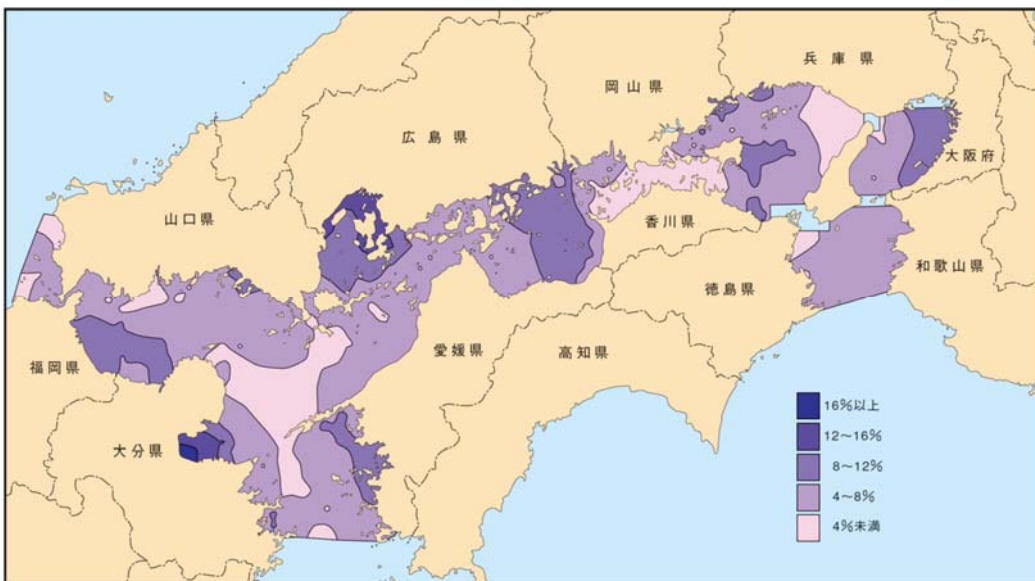 兵庫県
岡山県
広島県
大阪府
山口県
香川県
和歌山県
徳島県
愛媛県
高知県
福岡県
大分県
16%以上
12~16%
8~12%
4~8%
4%未満